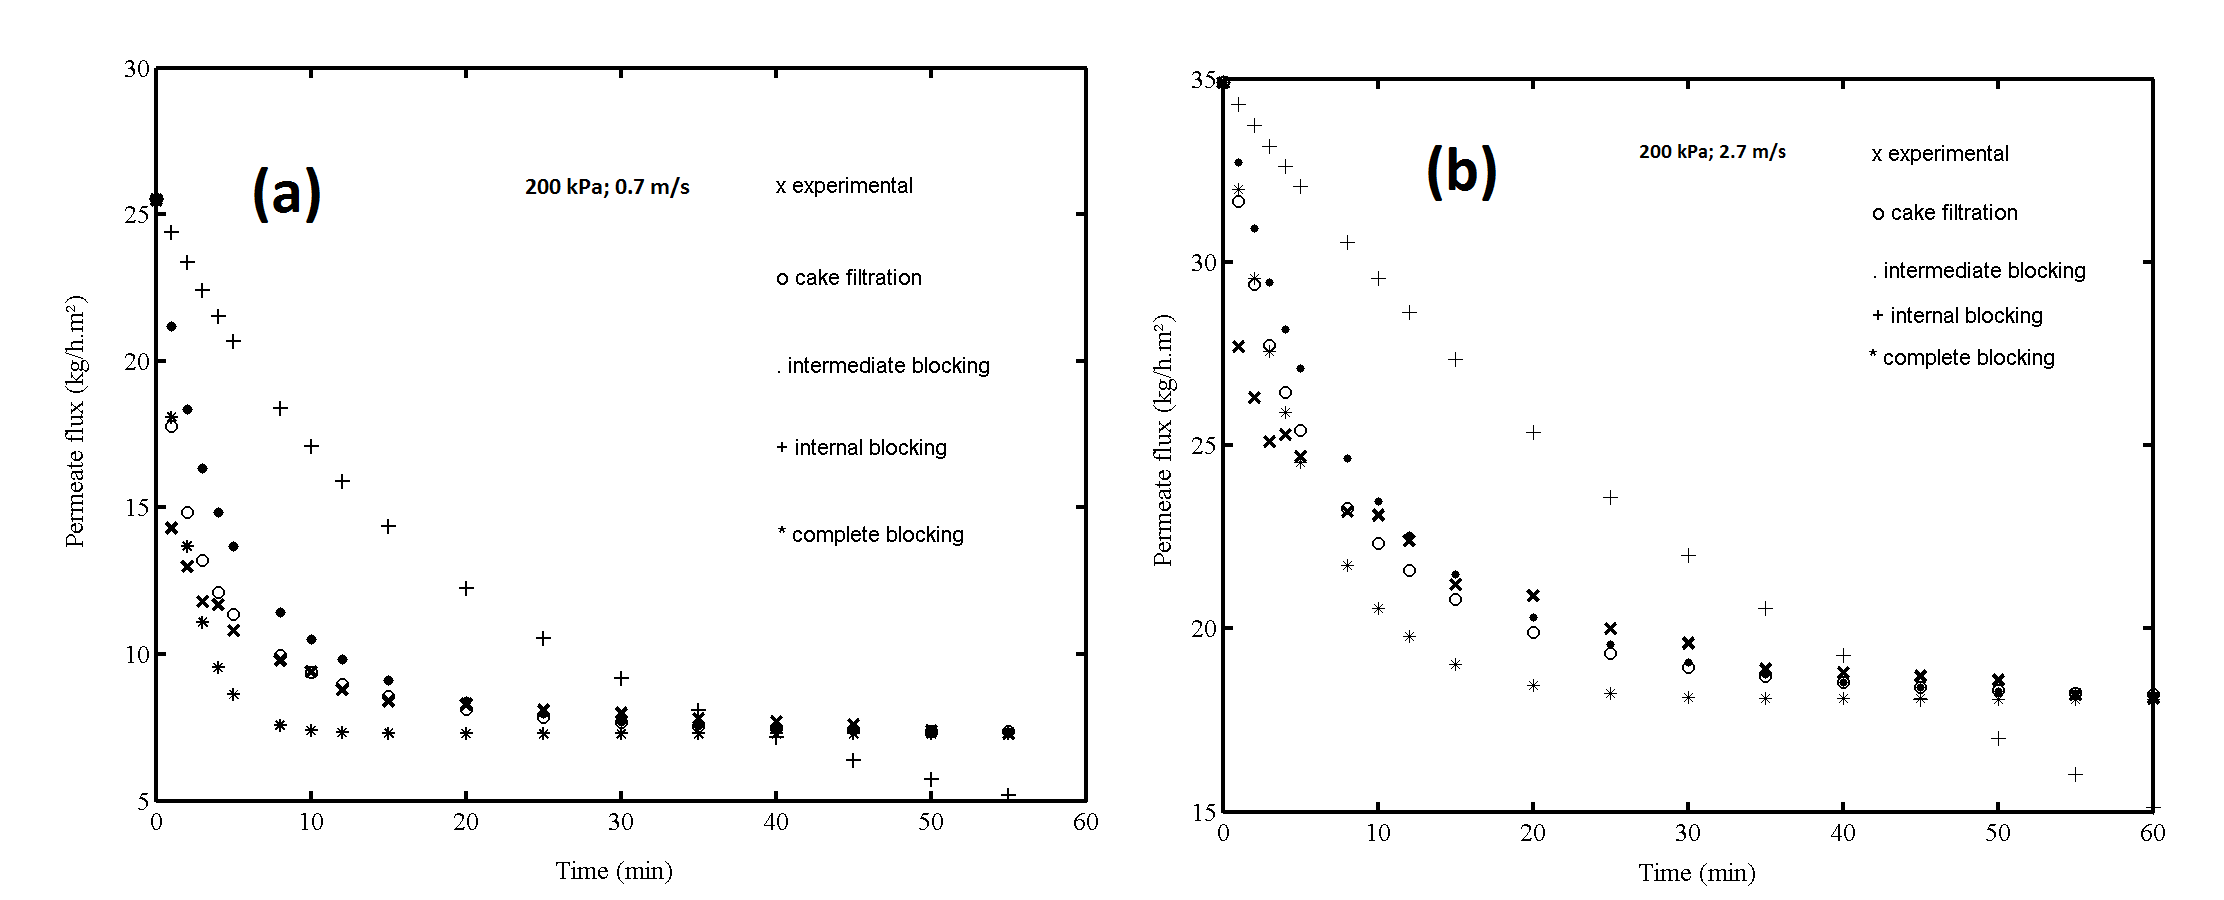 30
25
20
15
10
5
0
10
20
30
40
50
60
Permeate flux (kg/h.m²)
Time (min)
(a)
200 kPa; 0.7 m/s
x experimental
o cake filtration
. intermediate blocking
+ internal blocking
* complete blocking
35
30
25
20
15
0
10
20
30
40
50
60
Permeate flux (kg/h.m²)
Time (min)
(b)
200 kPa; 2.7 m/s
x experimental
o cake filtration
. intermediate blocking
+ internal blocking
* complete blocking